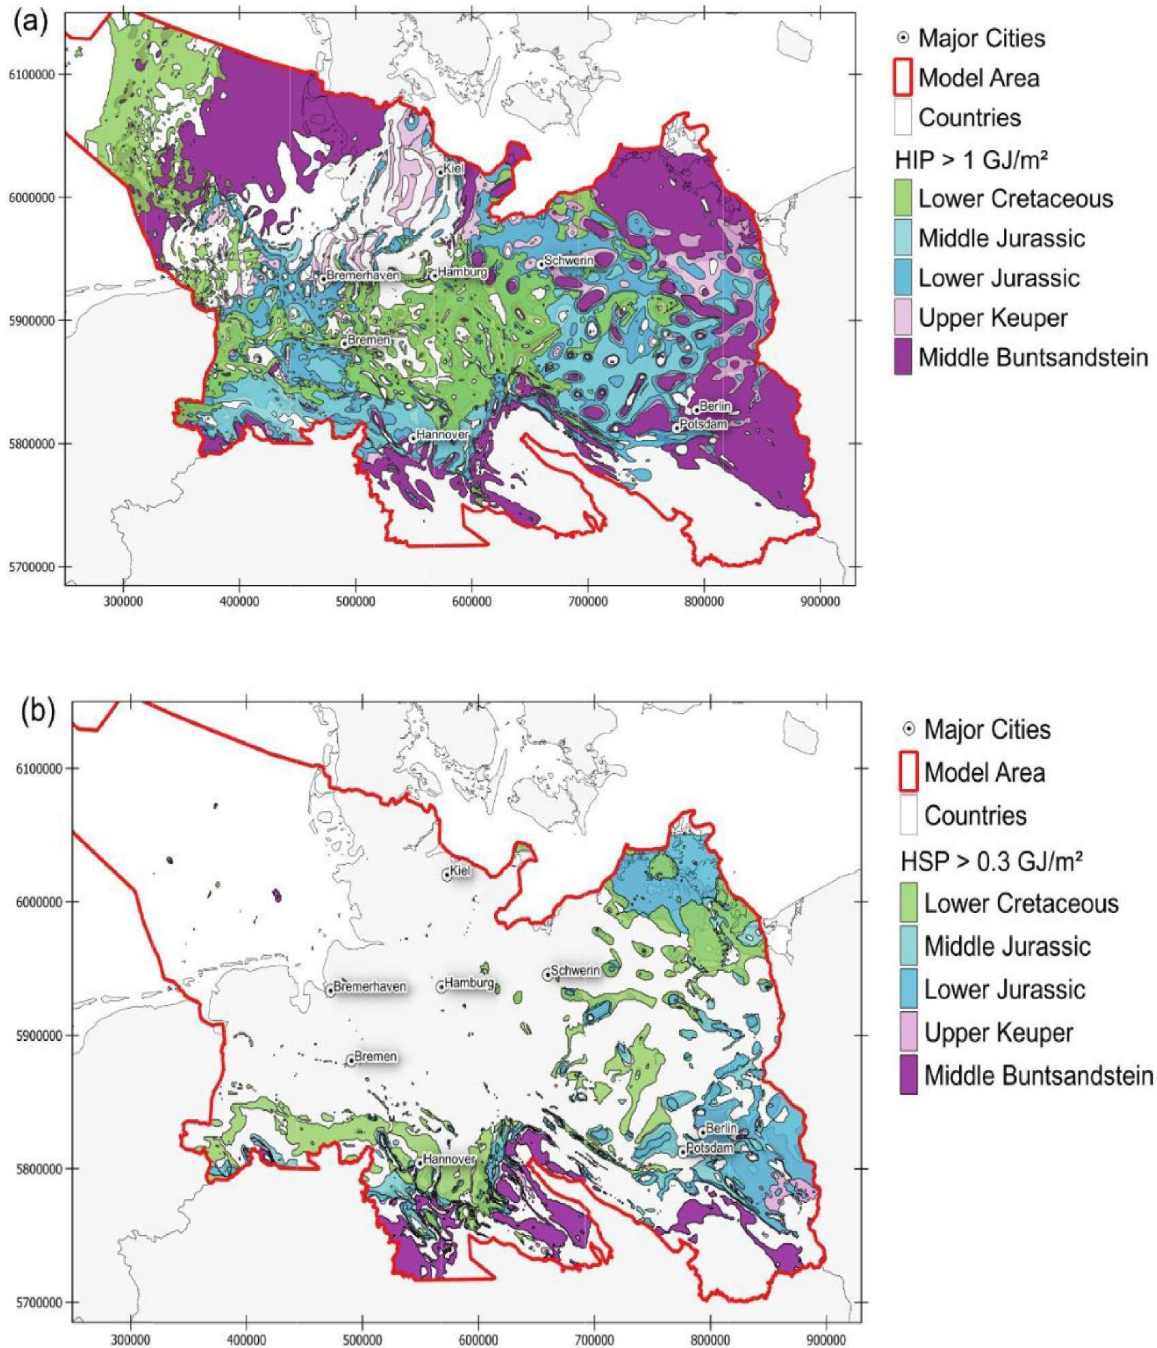 (a)
6100000
6000000
5900000
5800000
5700000
300000 400000 500000 600000 700000 800000 900000
Kiel
Bremerhaven
Hamburg
Schwerin
Bremen
Berlin
Potsdam
Hannover
Major Cities
Model Area
Countries
HIP > 1 GJ/m²
Lower Cretaceous
Middle Jurassic
Lower Jurassic
Upper Keuper
Middle Buntsandstein
(b)
6100000
6000000
5900000
5800000
5700000
300000 400000 500000 600000 700000 800000 900000
Kiel
Schwerin
Bremerhaven
Hamburg
Bremen
Berlin
Potsdam
Hannover
Major Cities
Model Area
Countries
HSP > 0.3 GJ/m²
Lower Cretaceous
Middle Jurassic
Lower Jurassic
Upper Keuper
Middle Buntsandstein